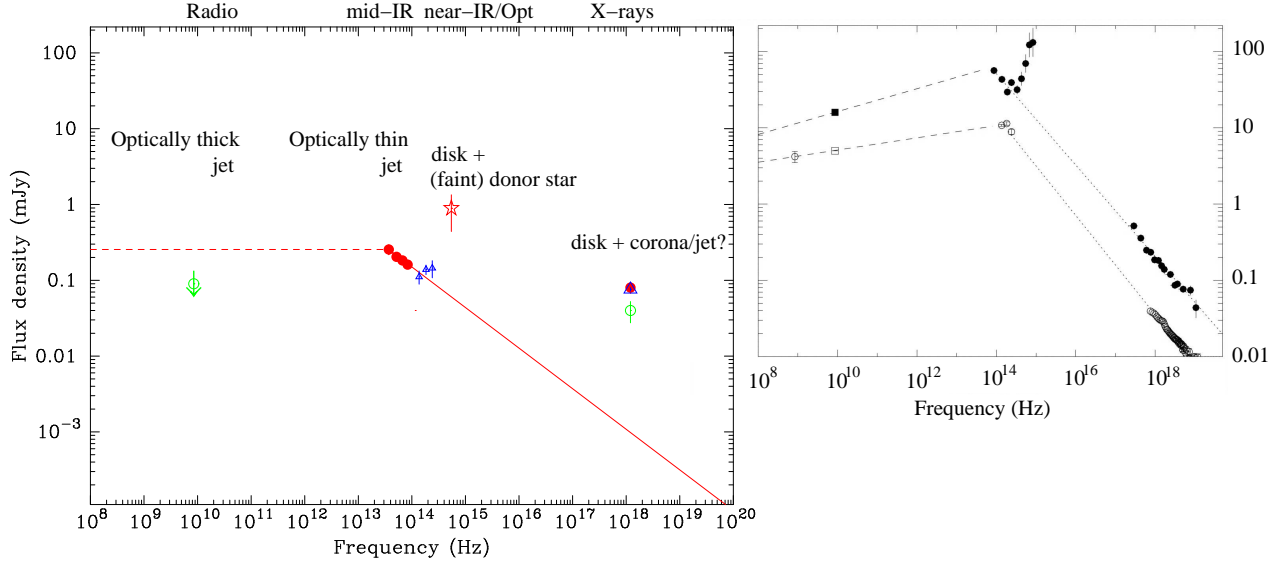 Radio mid−IR near−IR/Opt X−rays
Optically thick
jet
Optically thin
jet
disk +
(faint) donor star
disk + corona/jet?
Flux density (mJy)
100
10
1
0.1
0.01
10⁻³
10⁸ 10⁹ 10¹⁰ 10¹¹ 10¹² 10¹³ 10¹⁴ 10¹⁵ 10¹⁶ 10¹⁷ 10¹⁸ 10¹⁹ 10²⁰
Frequency (Hz)
100
10
1
0.1
0.01
10⁸ 10¹⁰ 10¹² 10¹⁴ 10¹⁶ 10¹⁸
Frequency (Hz)